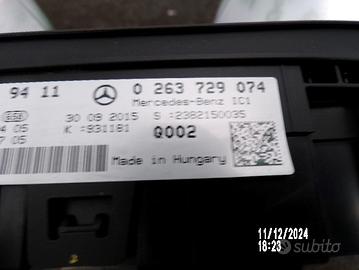 94 11
0 263 729 074
Mercedes-Benz IC1
30 09 2015 S :2382150035
04 05
K :931181
Q002
07 05
Made in Hungary
11/12/2024
18:23
subito